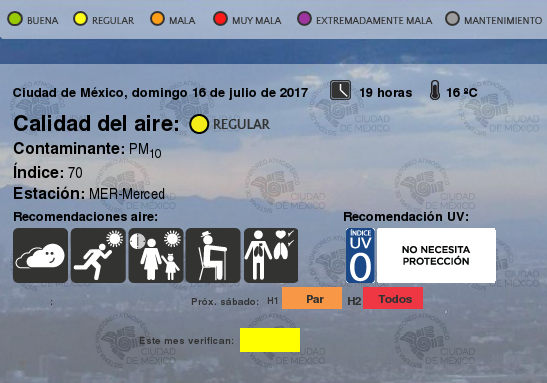 BUENA REGULAR MALA MUY MALA EXTREMADAMENTE MALA MANTENIMIENTO
Ciudad de México, domingo 16 de julio de 2017 19 horas 16 ºC
Calidad del aire: REGULAR
Contaminante: PM10
Índice: 70
Estación: MER-Merced
Recomendaciones aire: Recomendación UV:
ÍNDICE
UV
0
NO NECESITA
PROTECCIÓN
: Próx. sábado: H1 Par H2 Todos
Este mes verifican:
CIUDAD
DE MÉXICO